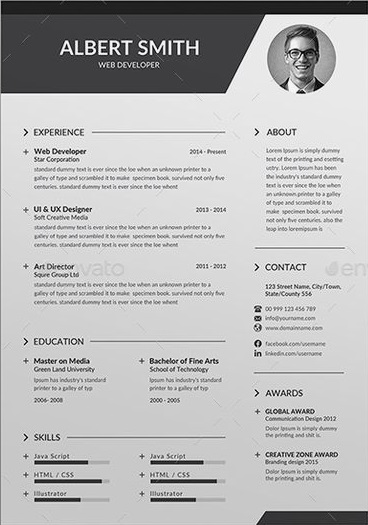 ALBERT SMITH
WEB DEVELOPER
EXPERIENCE
Web Developer
2014 - Present
Star Corporation
standard dummy text is ever since the loe when an unknown printer to a
galley of type and scrambled it to make specimen book. survived not only five
centuries. standard dummy text is ever since the loe whent
UI & UX Designer
2013 - 2014
Soft Creative Media
standard dummy text is ever since the loe when an unknown printer to a
galley of type and scrambled it to make specimen book. survived not only five
centuries. standard dummy text is ever since the loe whent
Art Director
2011 - 2012
Squre Group Ltd
standard dummy text is ever since the loe when an unknown printer to a
galley of type and scrambled it to make specimen book. survived not only five
centuries. standard dummy text is ever since the loe whent
EDUCATION
Master on Media
Green Land University
Ipsum has industry's standard
printer to a galley of typ
2006- 2008
Bachelor of Fine Arts
School of Technology
Ipsum has industry's standard
printer to a galley of typ
2000 - 2005
SKILLS
Java Script
Java Script
HTML / CSS
HTML / CSS
Illustrator
Illustrator
ABOUT
Lorem Ipsum is simply dummy
text of the printing and esetting
ustry. Lorem Ipsum has industry's
standard dummy text is ever since
the loe when an unknown printer
to a galley of type and
scrambled it to make
specimen book. survived not only
five centuries, also the
leap into loremipsum is
CONTACT
123 Street Name, City/Town,
State/County 556
00 999 123 456 789
info@yourname.com
www.domainname.com
facebook.com/username
linkedin.com/username
AWARDS
GLOBAL AWARD
Communication Design 2012
Dolor Ipsum is simply dummy
the printing and shit is.
CREATIVE ZONE AWARD
Branding design 2015
Dolor Ipsum is simply dummy
the printing and shit is.
envato